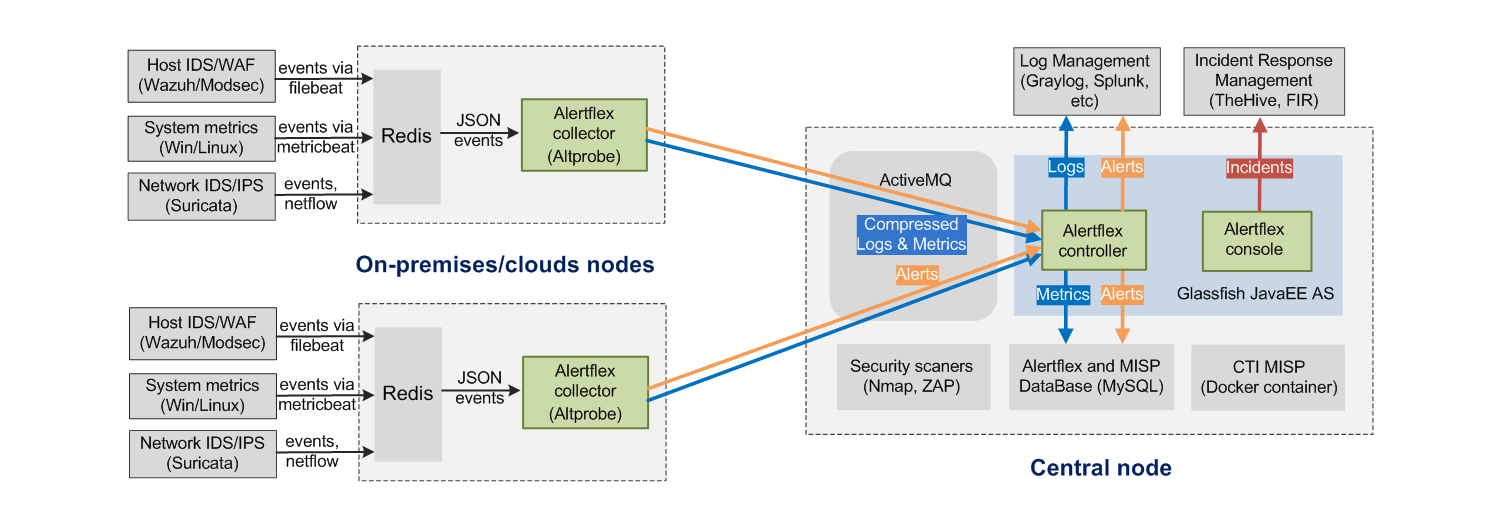 Host IDS/WAF
(Wazuh/Modsec)
events via
filebeat
System metrics
(Win/Linux)
events via
metricbeat
Network IDS/IPS
(Suricata)
events,
netflow
Redis
JSON
events
Alertflex
collector
(Altprobe)
On-premises/clouds nodes
Host IDS/WAF
(Wazuh/Modsec)
events via
filebeat
System metrics
(Win/Linux)
events via
metricbeat
Network IDS/IPS
(Suricata)
events,
netflow
Redis
JSON
events
Alertflex
collector
(Altprobe)
Log Management
(Graylog, Splunk,
etc)
Incident Response
Management
(TheHive, FIR)
ActiveMQ
Compressed
Logs & Metrics
Alerts
Logs
Alerts
Incidents
Alertflex
controller
Alertflex
console
Metrics
Alerts
Glassfish JavaEE AS
Security scaners
(Nmap, ZAP)
Alertflex and MISP
DataBase (MySQL)
CTI MISP
(Docker container)
Central node